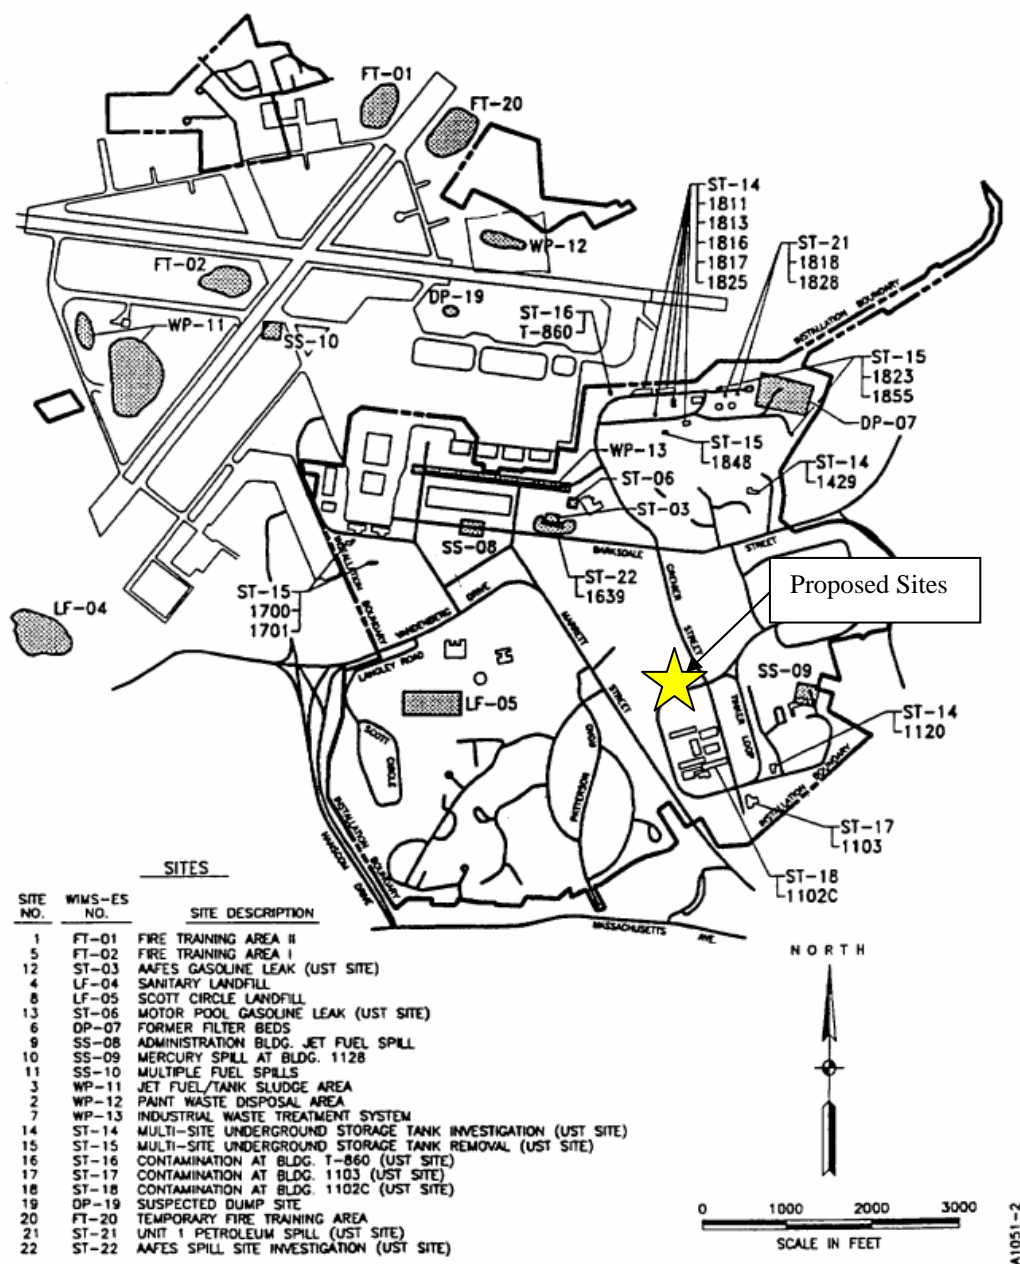 FT-01
FT-20
ST-14
1811
1813
1816
1817
1825
ST-21
1818
1828
WP-12
FT-02
DP-19
ST-16
T-860
WP-11
SS-10
INSTALLATION BOUNDARY
ST-15
1823
1855
DP-07
WP-13
ST-15
1848
ST-14
1429
ST-06
ST-03
SS-08
BARKSDALE STREET
ST-22
1639
GRENIER STREET
Proposed Sites
ST-15
1700
1701
INSTALLATION BOUNDARY
VANDENBERG DRIVE
MARRETT STREET
LF-04
LANGLEY ROAD
LF-05
SS-09
ST-14
1120
SCOTT CIRCLE
THAXER LOOP
PATTERSON ROAD
INSTALLATION BOUNDARY
ST-17
1103
ST-18
1102C
INSTALLATION BOUNDARY
HANSCOM DRIVE
MASSACHUSETTS AVE.
SITES
SITE NO. WIMS-ES NO. SITE DESCRIPTION
1 FT-01 FIRE TRAINING AREA II
5 FT-02 FIRE TRAINING AREA I
12 ST-03 AAFES GASOLINE LEAK (UST SITE)
4 LF-04 SANITARY LANDFILL
8 LF-05 SCOTT CIRCLE LANDFILL
13 ST-06 MOTOR POOL GASOLINE LEAK (UST SITE)
6 DP-07 FORMER FILTER BEDS
9 SS-08 ADMINISTRATION BLDG. JET FUEL SPILL
10 SS-09 MERCURY SPILL AT BLDG. 1128
11 SS-10 MULTIPLE FUEL SPILLS
3 WP-11 JET FUEL/TANK SLUDGE AREA
2 WP-12 PAINT WASTE DISPOSAL AREA
7 WP-13 INDUSTRIAL WASTE TREATMENT SYSTEM
14 ST-14 MULTI-SITE UNDERGROUND STORAGE TANK INVESTIGATION (UST SITE)
15 ST-15 MULTI-SITE UNDERGROUND STORAGE TANK REMOVAL (UST SITE)
16 ST-16 CONTAMINATION AT BLDG. T-860 (UST SITE)
17 ST-17 CONTAMINATION AT BLDG. 1103 (UST SITE)
18 ST-18 CONTAMINATION AT BLDG. 1102C (UST SITE)
19 DP-19 SUSPECTED DUMP SITE
20 FT-20 TEMPORARY FIRE TRAINING AREA
21 ST-21 UNIT 1 PETROLEUM SPILL (UST SITE)
22 ST-22 AAFES SPILL SITE INVESTIGATION (UST SITE)
NORTH
0 1000 2000 3000
SCALE IN FEET
A1051-2